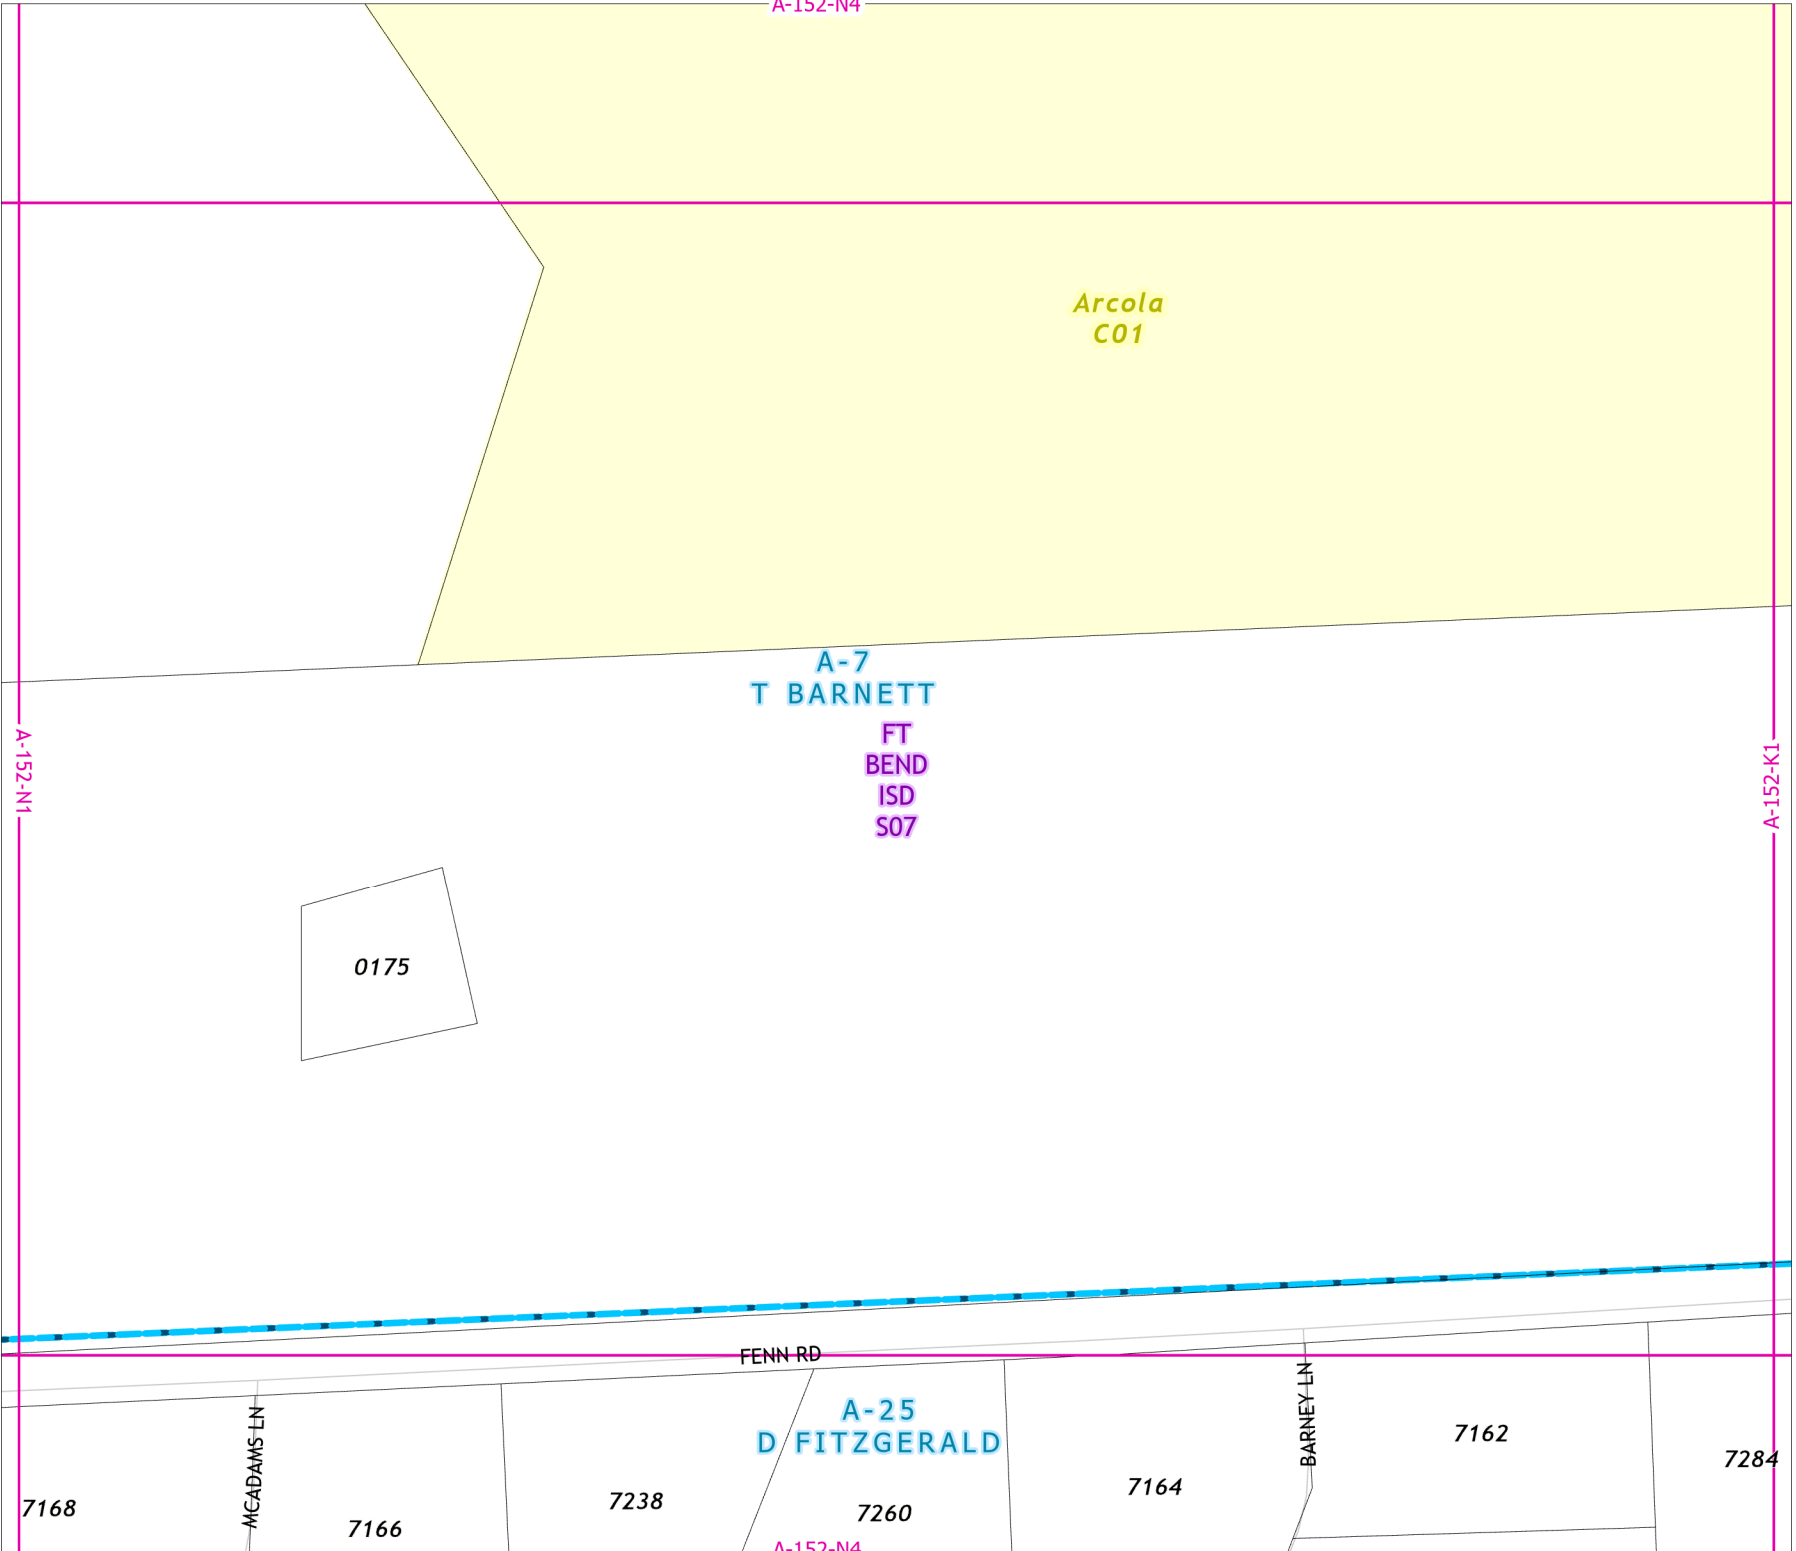 A-152-N4
Arcola
C01
A-7
T BARNETT
FT
BEND
ISD
S07
A-152-N1
A-152-K1
0175
FENN RD
A-25
D FITZGERALD
MCADAMS LN
BARNEY LN
7162
7284
7164
7238
7260
7168
7166
A-152-N4